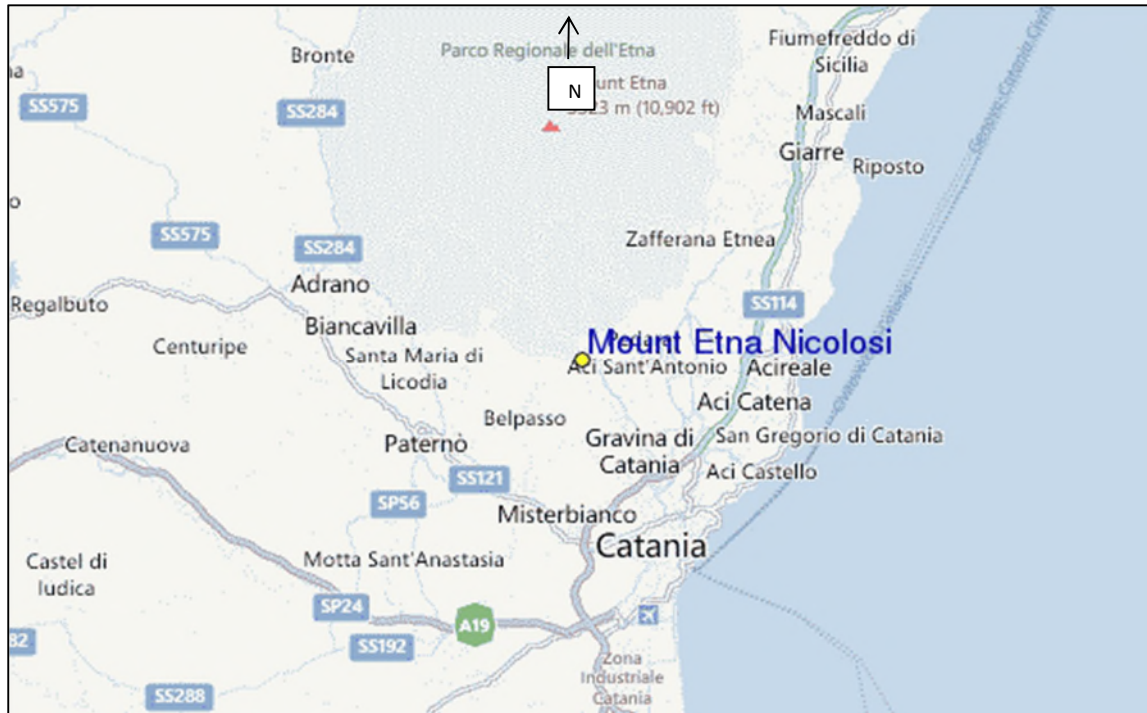 Bronte
Parco Regionale dell'Etna
Fiumefreddo di
Sicilia
N
unt Etna
3323 m (10,902 ft)
SS575
SS284
Mascali
Giarre
Riposto
SS575
SS284
Zafferana Etnea
Adrano
Regalbuto
SS114
Biancavilla
Centuripe
Santa Maria di
Licodia
Mount Etna Nicolosi
Aci Sant'Antonio
Acireale
Aci Catena
Belpasso
Catenanuova
Paternò
Gravina di
Catania
San Gregorio di Catania
Aci Castello
SS121
SP56
Misterbianco
Catania
Castel di
Iudica
Motta Sant'Anastasia
SP24
A19
SS192
Zona
Industriale
Catania
SS288